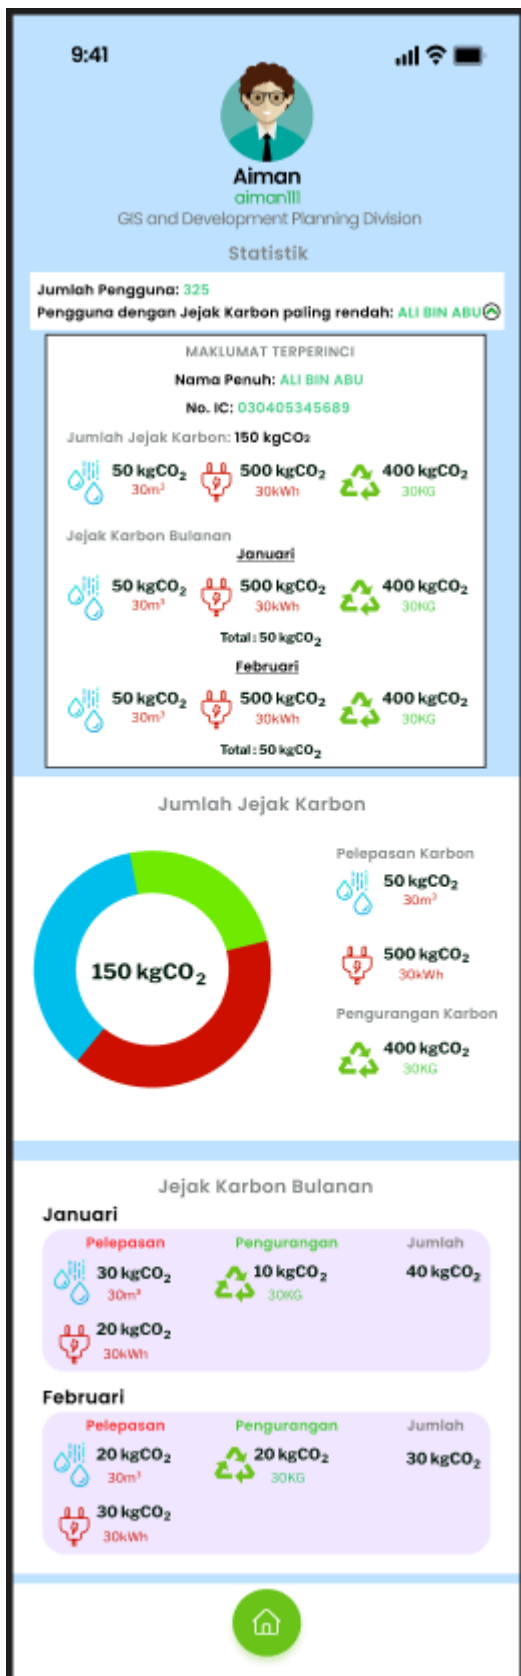 9:41
Aiman
aiman111
GIS and Development Planning Division
Statistik
Jumlah Pengguna: 325
Pengguna dengan Jejak Karbon paling rendah: ALI BIN ABU
MAKLUMAT TERPERINCI
Nama Penuh: ALI BIN ABU
No. IC: 030405345689
Jumlah Jejak Karbon: 150 kgCO₂
50 kgCO₂ 500 kgCO₂ 400 kgCO₂
30m³ 30kWh 30KG
Jejak Karbon Bulanan
Januari
50 kgCO₂ 500 kgCO₂ 400 kgCO₂
30m³ 30kWh 30KG
Total : 50 kgCO₂
Februari
50 kgCO₂ 500 kgCO₂ 400 kgCO₂
30m³ 30kWh 30KG
Total : 50 kgCO₂
Jumlah Jejak Karbon
150 kgCO₂
Pelepasan Karbon
50 kgCO₂
30m³
500 kgCO₂
30kWh
Pengurangan Karbon
400 kgCO₂
30KG
Jejak Karbon Bulanan
Januari
Pelepasan Pengurangan Jumlah
30 kgCO₂ 10 kgCO₂ 40 kgCO₂
30m³ 30KG
20 kgCO₂
30kWh
Februari
Pelepasan Pengurangan Jumlah
20 kgCO₂ 20 kgCO₂ 30 kgCO₂
30m³ 30KG
30 kgCO₂
30kWh